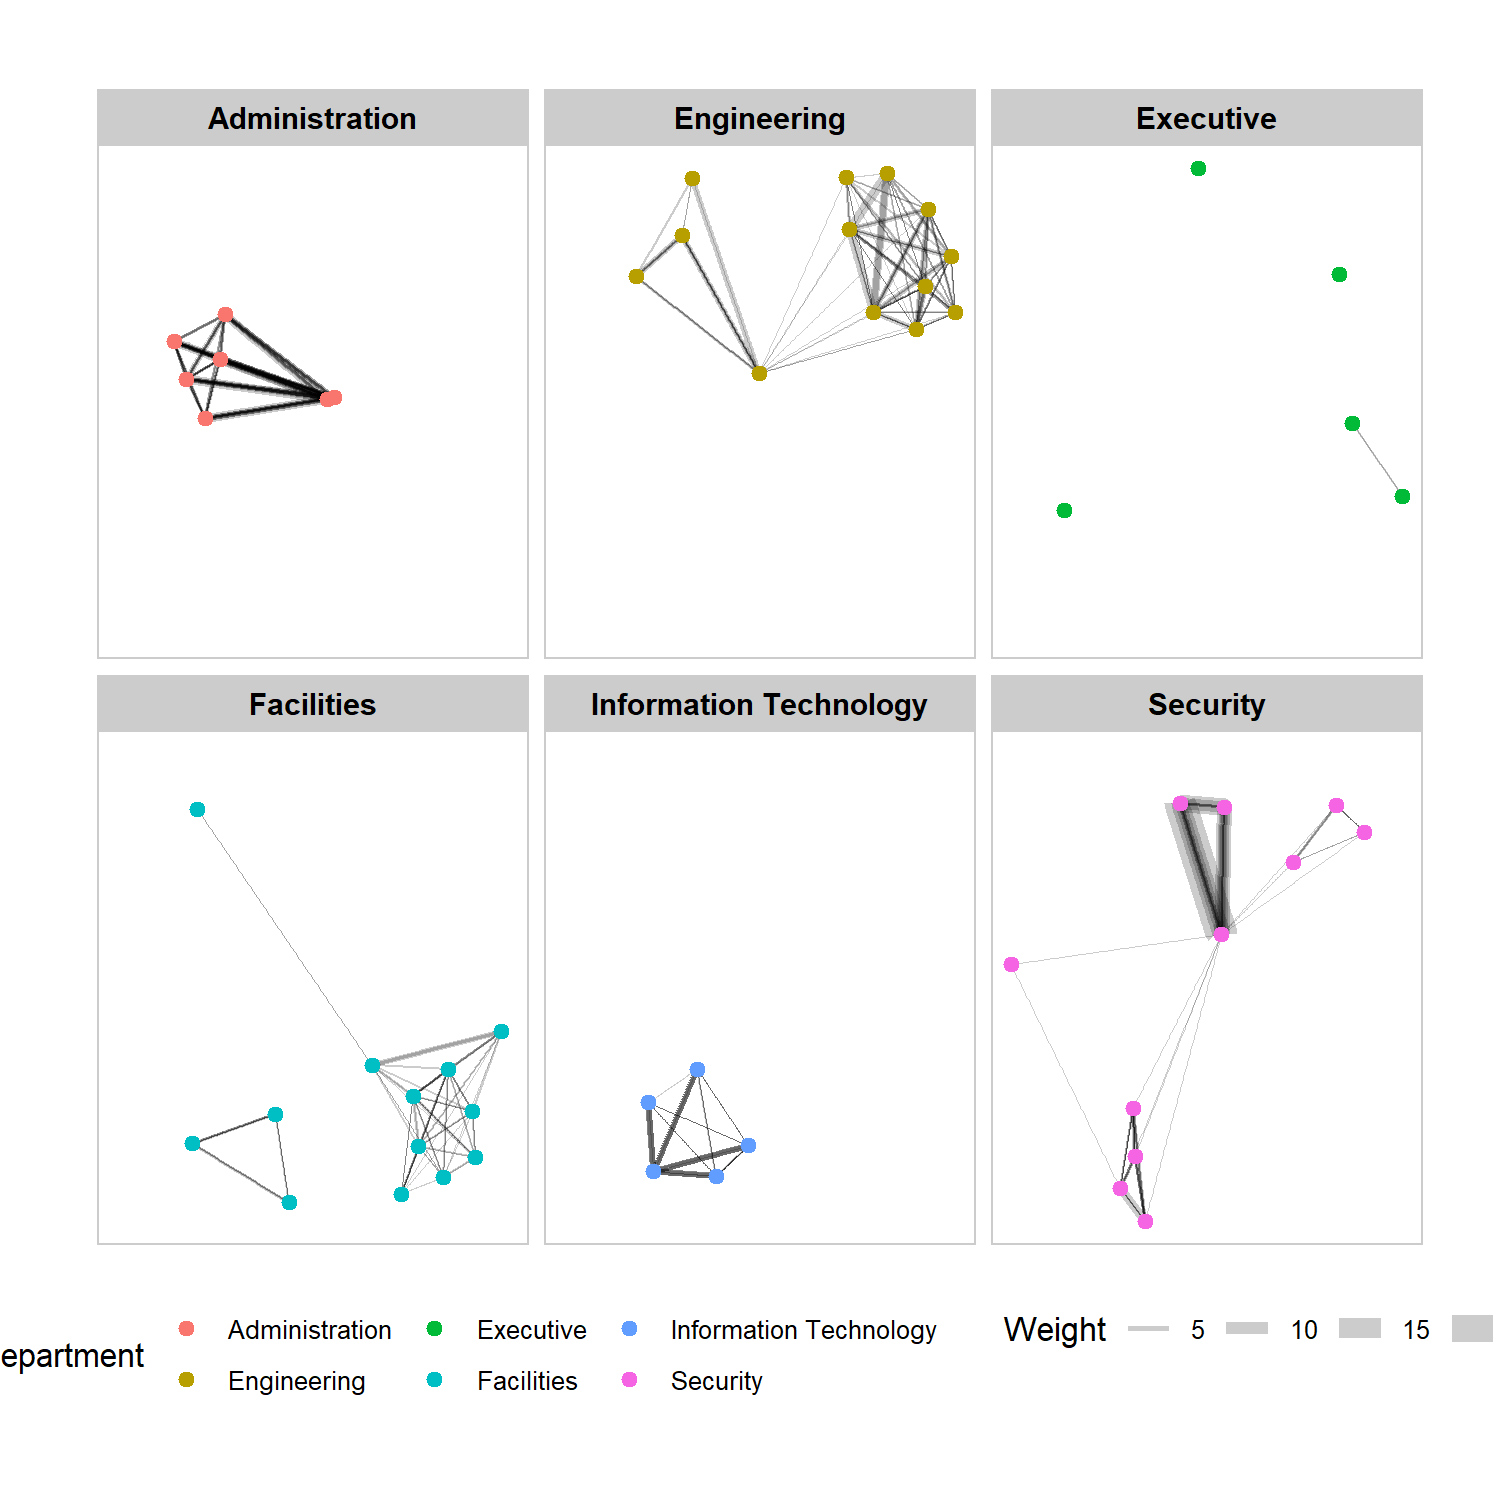 Administration
Engineering
Executive
Facilities
Information Technology
Security
epartment
Administration
Executive
Information Technology
Engineering
Facilities
Security
Weight
5
10
15